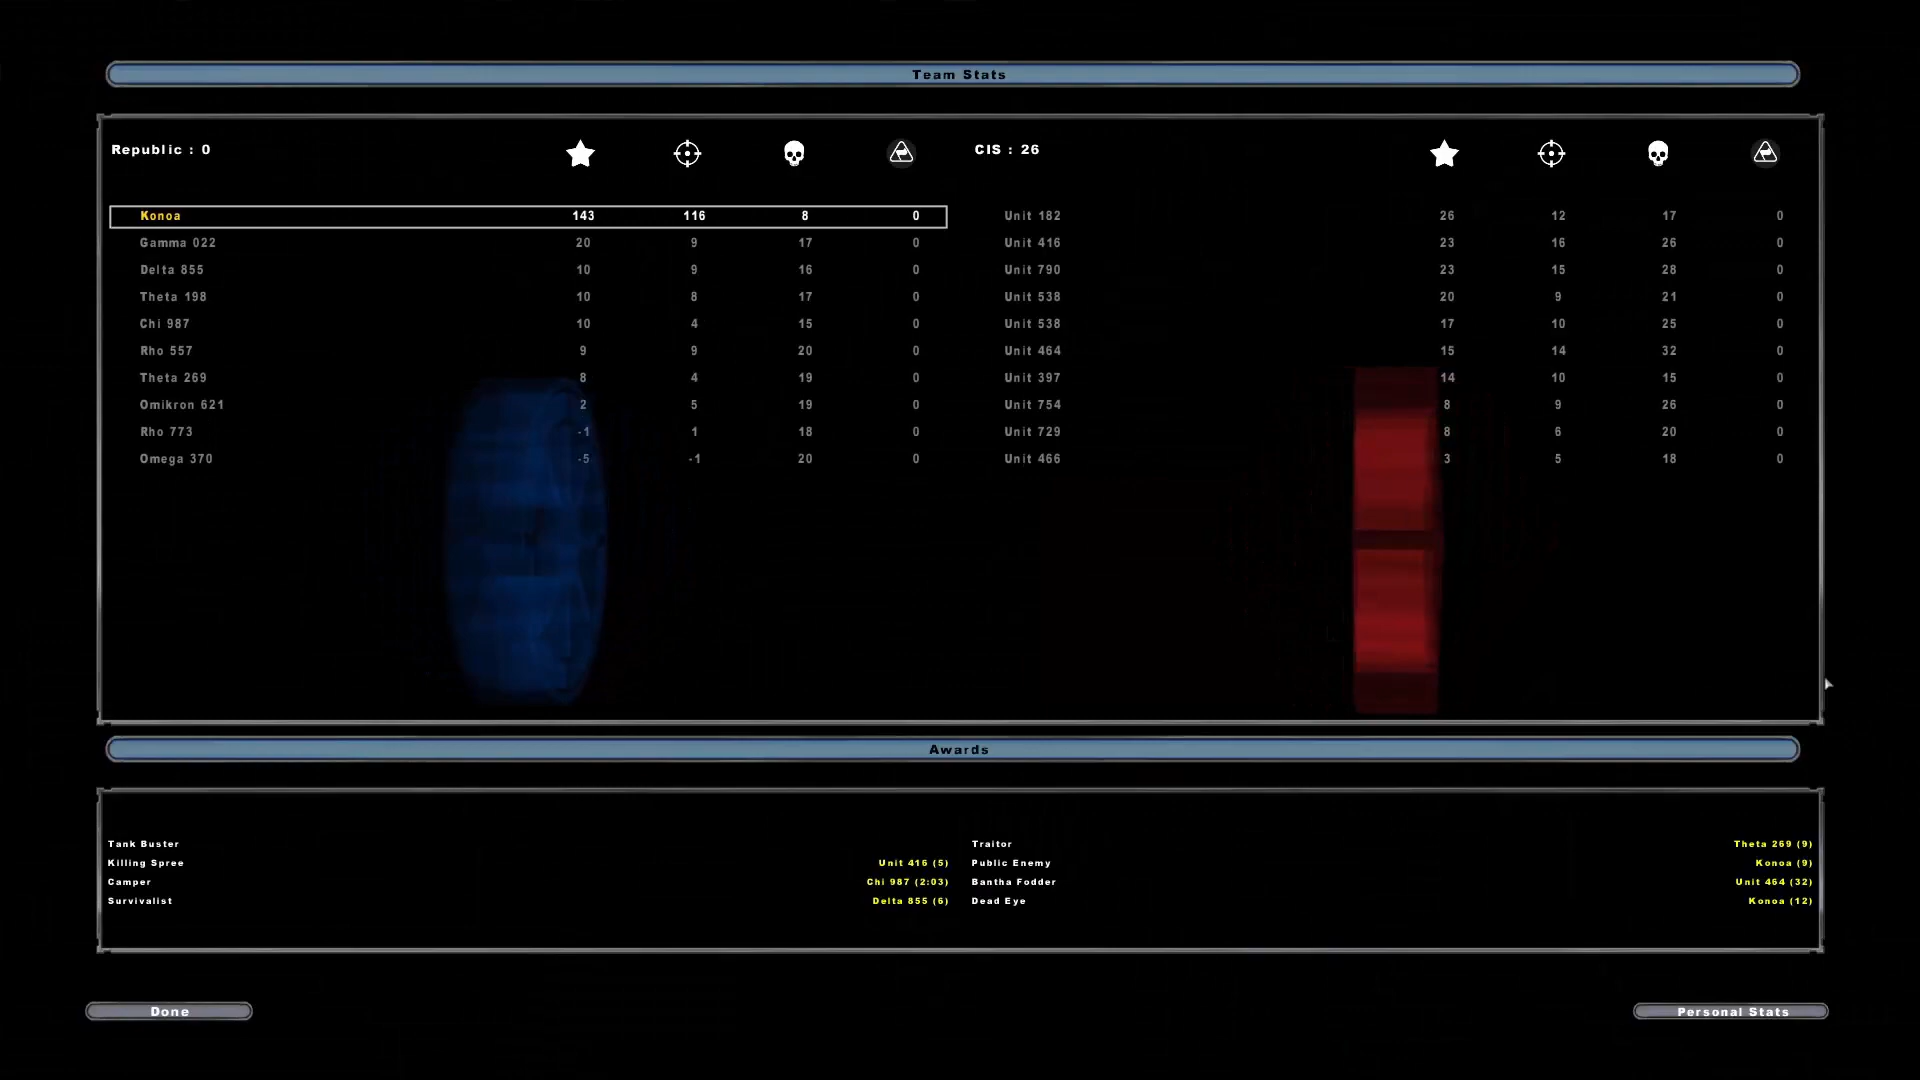 Team Stats
Republic : 0
CIS : 26
Konoa 143 116 8 0
Gamma 022 20 9 17 0
Delta 855 10 9 16 0
Theta 198 10 8 17 0
Chi 987 10 4 15 0
Rho 557 9 9 20 0
Theta 269 8 4 19 0
Omikron 621 2 5 19 0
Rho 773 -1 1 18 0
Omega 370 -5 -1 20 0
Unit 182 26 12 17 0
Unit 416 23 16 26 0
Unit 790 23 15 28 0
Unit 538 20 9 21 0
Unit 538 17 10 25 0
Unit 464 15 14 32 0
Unit 397 14 10 15 0
Unit 754 8 9 26 0
Unit 729 8 6 20 0
Unit 466 3 5 18 0
Awards
Tank Buster
Killing Spree Unit 416 (5)
Camper Chi 987 (2:03)
Survivalist Delta 855 (6)
Traitor Theta 269 (9)
Public Enemy Konoa (9)
Bantha Fodder Unit 464 (32)
Dead Eye Konoa (12)
Done
Personal Stats